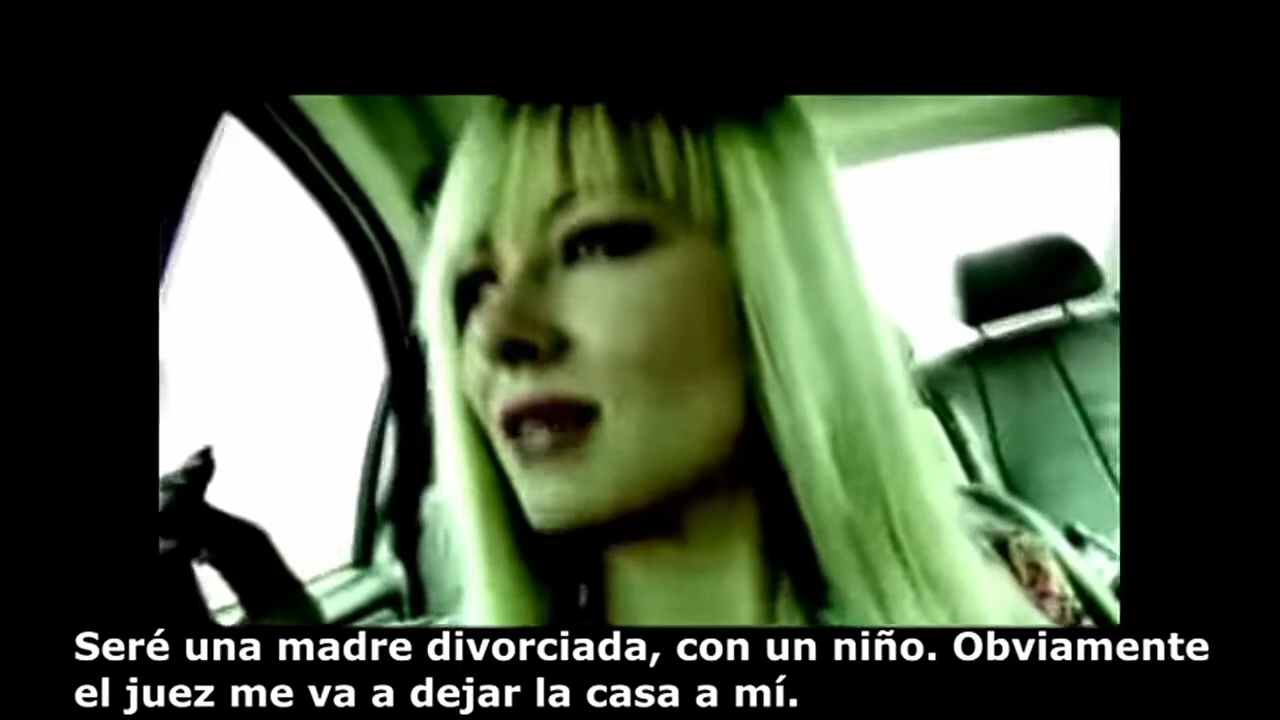 Seré una madre divorciada, con un niño. Obviamente
el juez me va a dejar la casa a mí.